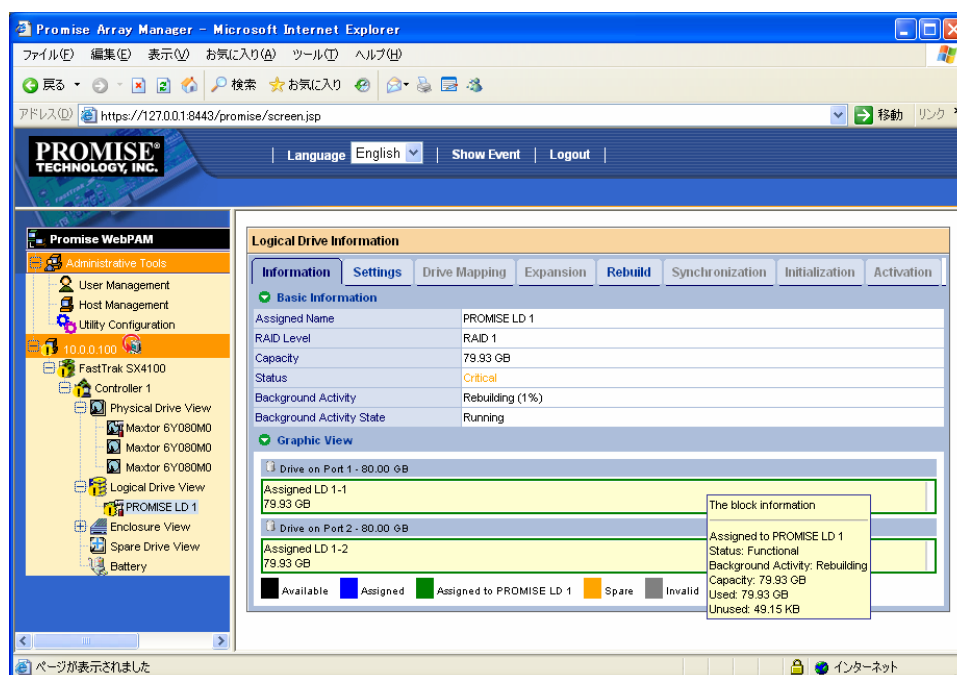 Promise Array Manager - Microsoft Internet Explorer
ファイル(F) 編集(E) 表示(V) お気に入り(A) ツール(T) ヘルプ(H)
戻る 検索 お気に入り
アドレス(D) https://127.0.0.1:8443/promise/screen.jsp 移動 リンク
PROMISE®
TECHNOLOGY, INC.
Language English | Show Event | Logout |
Promise WebPAM
Administrative Tools
User Management
Host Management
Utility Configuration
10.0.0.100
FastTrak SX4100
Controller 1
Physical Drive View
Maxtor 6Y080M0
Maxtor 6Y080M0
Maxtor 6Y080M0
Logical Drive View
PROMISE LD 1
Enclosure View
Spare Drive View
Battery
Logical Drive Information
Information Settings Drive Mapping Expansion Rebuild Synchronization Initialization Activation
Basic Information
Assigned Name PROMISE LD 1
RAID Level RAID 1
Capacity 79.93 GB
Status Critical
Background Activity Rebuilding (1%)
Background Activity State Running
Graphic View
Drive on Port 1 - 80.00 GB
Assigned LD 1-1
79.93 GB
Drive on Port 2 - 80.00 GB
Assigned LD 1-2
79.93 GB
Available Assigned Assigned to PROMISE LD 1 Spare Invalid
The block information
Assigned to PROMISE LD 1
Status: Functional
Background Activity: Rebuilding
Capacity: 79.93 GB
Used: 79.93 GB
Unused: 49.15 KB
ページが表示されました インターネット